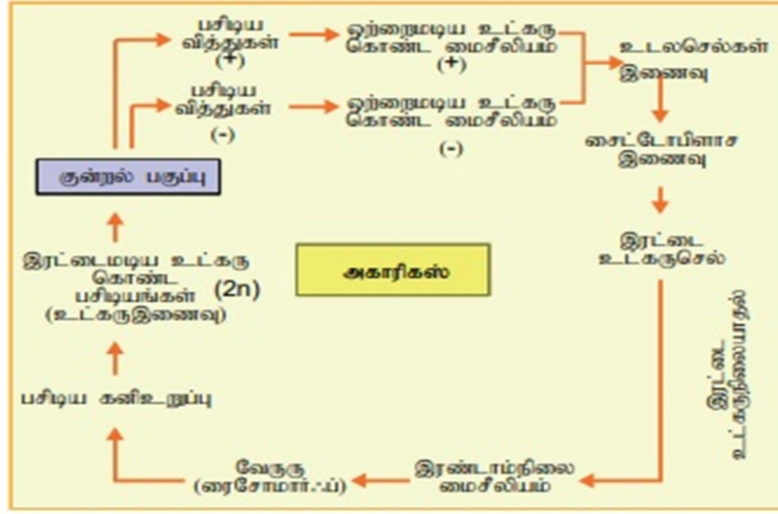 பசிடிய
வித்துகள்
(+)
ஒற்றைமடிய உட்கரு
கொண்ட மைசீலியம்
(+)
உடலசெல்கள்
இணைவு
பசிடிய
வித்துகள்
(-)
ஒற்றைமடிய உட்கரு
கொண்ட மைசீலியம்
(-)
சைட்டோபிளாச
இணைவு
குன்றல் பகுப்பு
இரட்டை
உட்கருசெல்
இரட்டைமடிய உட்கரு
கொண்ட
பசிடியங்கள் (2n)
(உட்கருஇணைவு)
அகாரிகஸ்
இரட்டை
உட்கருநிலையாதல்
பசிடிய கனிஉறுப்பு
வேருரு
(ரைசோமார்ஃப்)
இரண்டாம்நிலை
மைசீலியம்